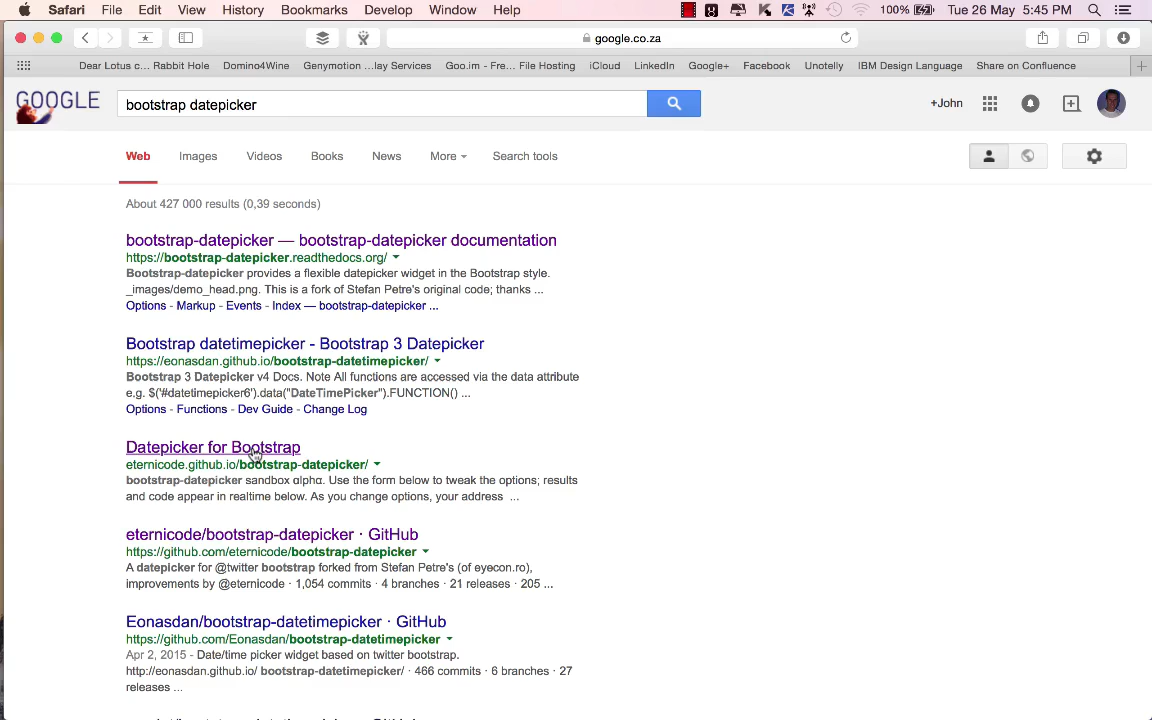 Safari File Edit View History Bookmarks Develop Window Help 100% Tue 26 May 5:45 PM
google.co.za
Dear Lotus c... Rabbit Hole Domino4Wine Genymotion ...lay Services Goo.im - Fre... File Hosting iCloud LinkedIn Google+ Facebook Unotelly IBM Design Language Share on Confluence
GOOGLE bootstrap datepicker +John
Web Images Videos Books News More Search tools
About 427 000 results (0,39 seconds)
bootstrap-datepicker — bootstrap-datepicker documentation
https://bootstrap-datepicker.readthedocs.org/
Bootstrap-datepicker provides a flexible datepicker widget in the Bootstrap style.
_images/demo_head.png. This is a fork of Stefan Petre's original code; thanks ...
Options - Markup - Events - Index — bootstrap-datepicker ...
Bootstrap datetimepicker - Bootstrap 3 Datepicker
https://eonasdan.github.io/bootstrap-datetimepicker/
Bootstrap 3 Datepicker v4 Docs. Note All functions are accessed via the data attribute
e.g. $('#datetimepicker6').data("DateTimePicker").FUNCTION() ...
Options - Functions - Dev Guide - Change Log
Datepicker for Bootstrap
eternicode.github.io/bootstrap-datepicker/
bootstrap-datepicker sandbox αlphα. Use the form below to tweak the options; results
and code appear in realtime below. As you change options, your address ...
eternicode/bootstrap-datepicker · GitHub
https://github.com/eternicode/bootstrap-datepicker
A datepicker for @twitter bootstrap forked from Stefan Petre's (of eyecon.ro),
improvements by @eternicode · 1,054 commits · 4 branches · 21 releases · 205 ...
Eonasdan/bootstrap-datetimepicker · GitHub
https://github.com/Eonasdan/bootstrap-datetimepicker
Apr 2, 2015 - Date/time picker widget based on twitter bootstrap.
http://eonasdan.github.io/ bootstrap-datetimepicker/ · 466 commits · 6 branches · 27
releases ...